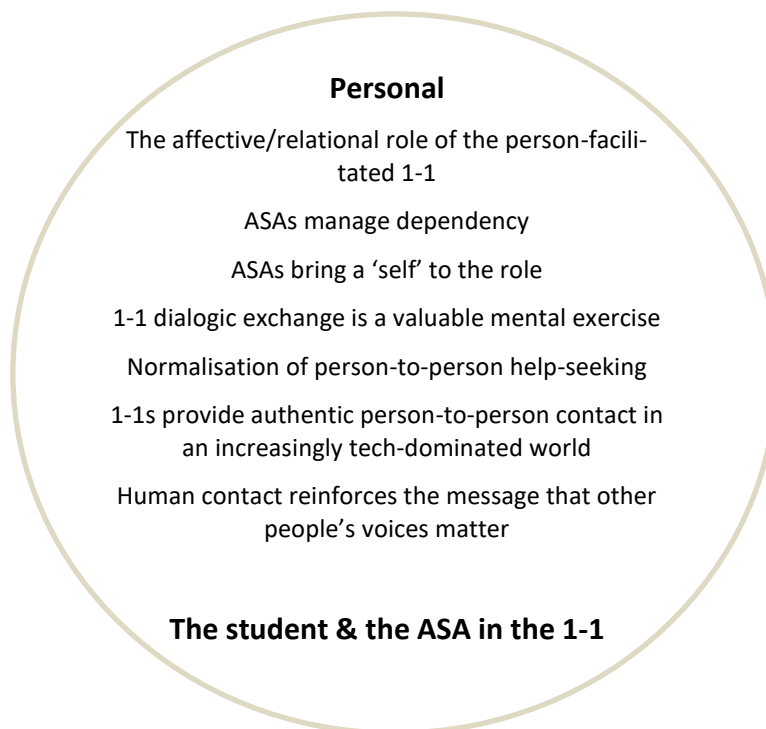 Personal
The affective/relational role of the person-facili-
tated 1-1
ASAs manage dependency
ASAs bring a ‘self’ to the role
1-1 dialogic exchange is a valuable mental exercise
Normalisation of person-to-person help-seeking
1-1s provide authentic person-to-person contact in
an increasingly tech-dominated world
Human contact reinforces the message that other
people’s voices matter
The student & the ASA in the 1-1